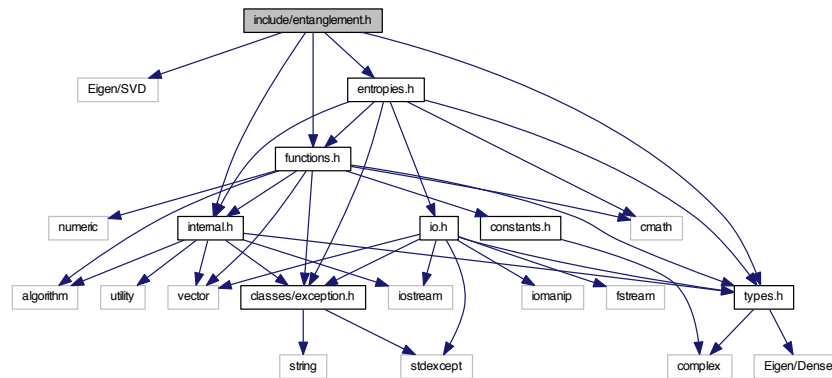 include/entanglement.h
Eigen/SVD
entropies.h
functions.h
numeric
internal.h
io.h
constants.h
cmath
algorithm
utility
vector
classes/exception.h
iostream
iomanip
fstream
types.h
string
stdexcept
complex
Eigen/Dense